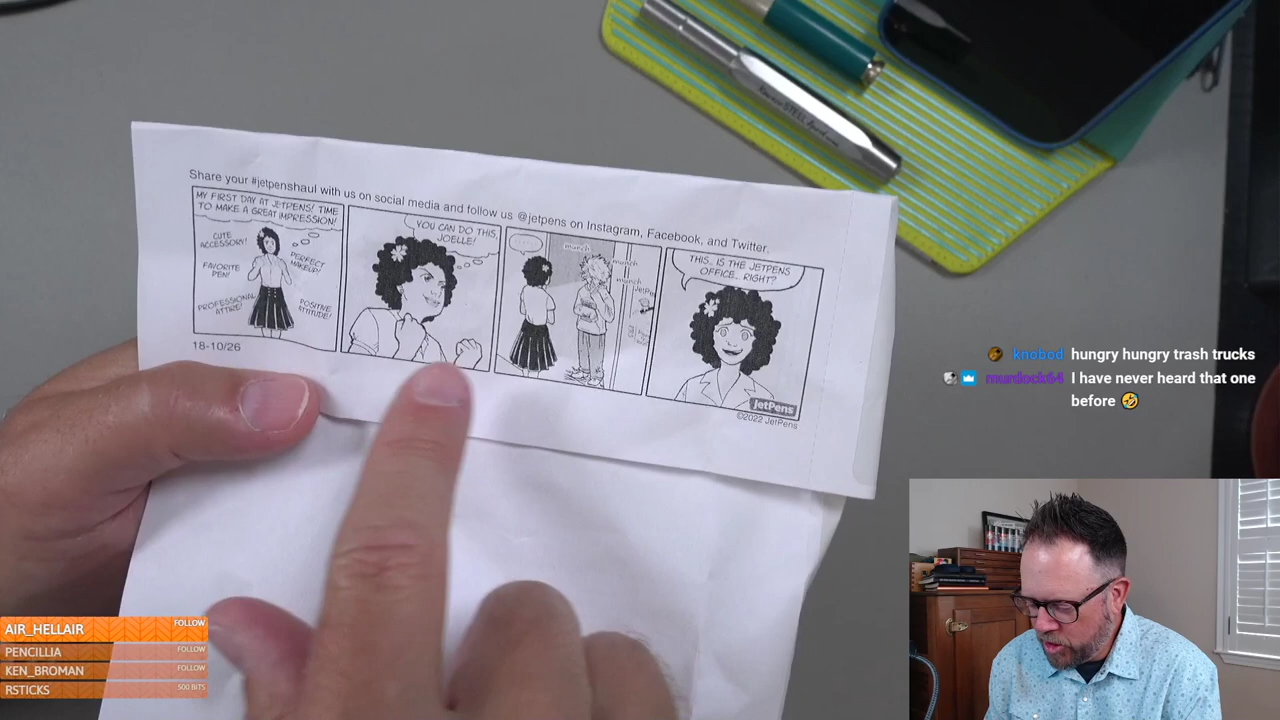 Share your #jetpenshaul with us on social media and follow us @jetpens on Instagram, Facebook, and Twitter.
MY FIRST DAY AT JETPENS! TIME
TO MAKE A GREAT IMPRESSION!
CUTE
ACCESSORY!
PERFECT
MAKEUP!
FAVORITE
PEN!
PROFESSIONAL
ATTIRE!
POSITIVE
ATTITUDE!
YOU CAN DO THIS,
JOELLE!
.....
munch
munch
munch
JetPe
THIS.. IS THE JETPENS
OFFICE... RIGHT?
JetPens
18-10/26
©2022 JetPens
knobod hungry hungry trash trucks
murdock64 I have never heard that one
before 🤣
AIR_HELLAIR FOLLOW
PENCILLIA FOLLOW
KEN_BROMAN FOLLOW
RSTICKS 500 BITS